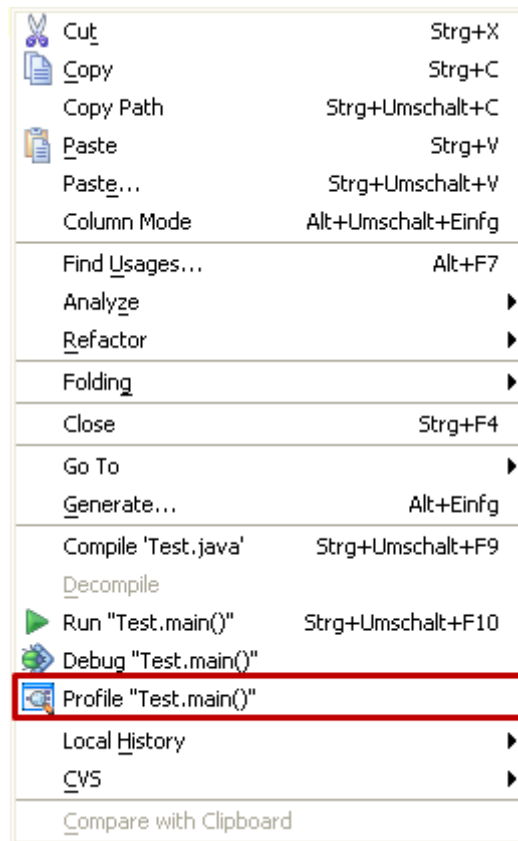 Cut Strg+X
Copy Strg+C
Copy Path Strg+Umschalt+C
Paste Strg+V
Paste... Strg+Umschalt+V
Column Mode Alt+Umschalt+Einfg
Find Usages... Alt+F7
Analyze
Refactor
Folding
Close Strg+F4
Go To
Generate... Alt+Einfg
Compile 'Test.java' Strg+Umschalt+F9
Decompile
Run "Test.main()" Strg+Umschalt+F10
Debug "Test.main()"
Profile "Test.main()"
Local History
CVS
Compare with Clipboard